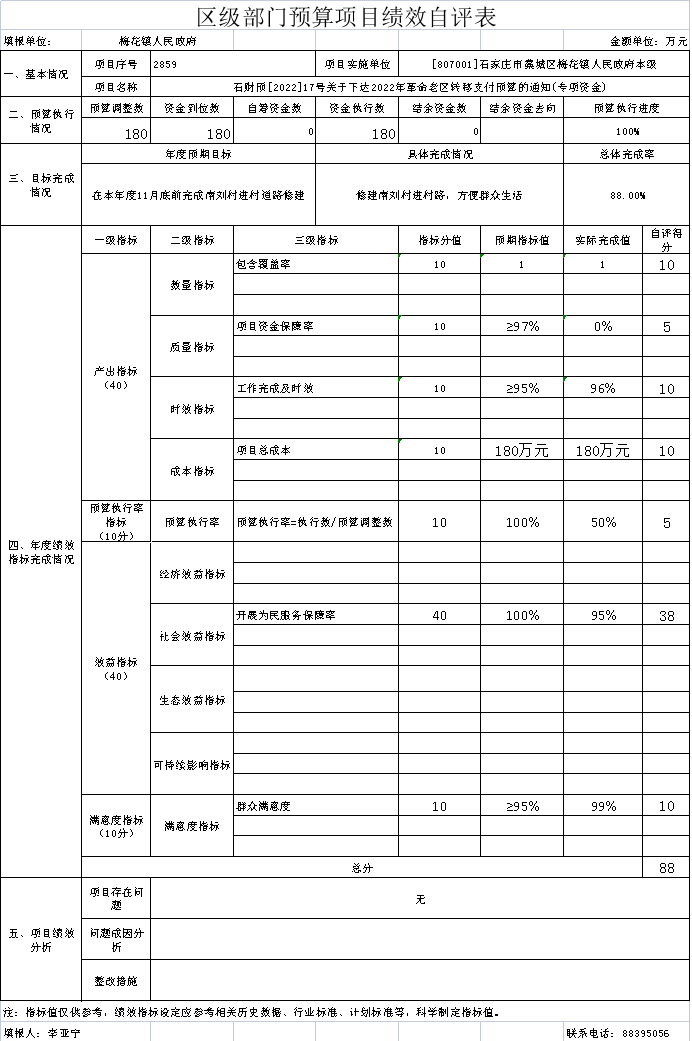 区级部门预算项目绩效自评表
填报单位: 梅花镇人民政府 金额单位: 万元
一、基本情况 项目序号 2859 项目实施单位 [807001]石家庄市藁城区梅花镇人民政府本级
项目名称 石财预[2022]17号关于下达2022年革命老区转移支付预算的通知(专项资金)
二、预算执行情况 预算调整数 资金到位数 自筹资金数 资金执行数 结余资金数 结余资金去向 预算执行进度
180 180 0 180 0 100%
三、目标完成情况 年度预期目标 具体完成情况 总体完成率
在本年度11月底前完成南刘村进村道路修建 修建南刘村进村路，方便群众生活 88.00%
四、年度绩效指标完成情况 一级指标 二级指标 三级指标 指标分值 预期指标值 实际完成值 自评得分
产出指标（40） 数量指标 包含覆盖率 10 1 1 10
质量指标 项目资金保障率 10 ≥97% 0% 5
时效指标 工作完成及时效 10 ≥95% 96% 10
成本指标 项目总成本 10 180万元 180万元 10
预算执行率指标（10分） 预算执行率 预算执行率=执行数/预算调整数 10 100% 50% 5
效益指标（40） 经济效益指标
社会效益指标 开展为民服务保障率 40 100% 95% 38
生态效益指标
可持续影响指标
满意度指标（10分） 满意度指标 群众满意度 10 ≥95% 99% 10
总分 88
五、项目绩效分析 项目存在问题 无
问题成因分析
整改措施
注: 指标值仅供参考，绩效指标设定应参考相关历史数据、行业标准、计划标准等，科学制定指标值。
填报人: 李亚宁 联系电话: 88395056